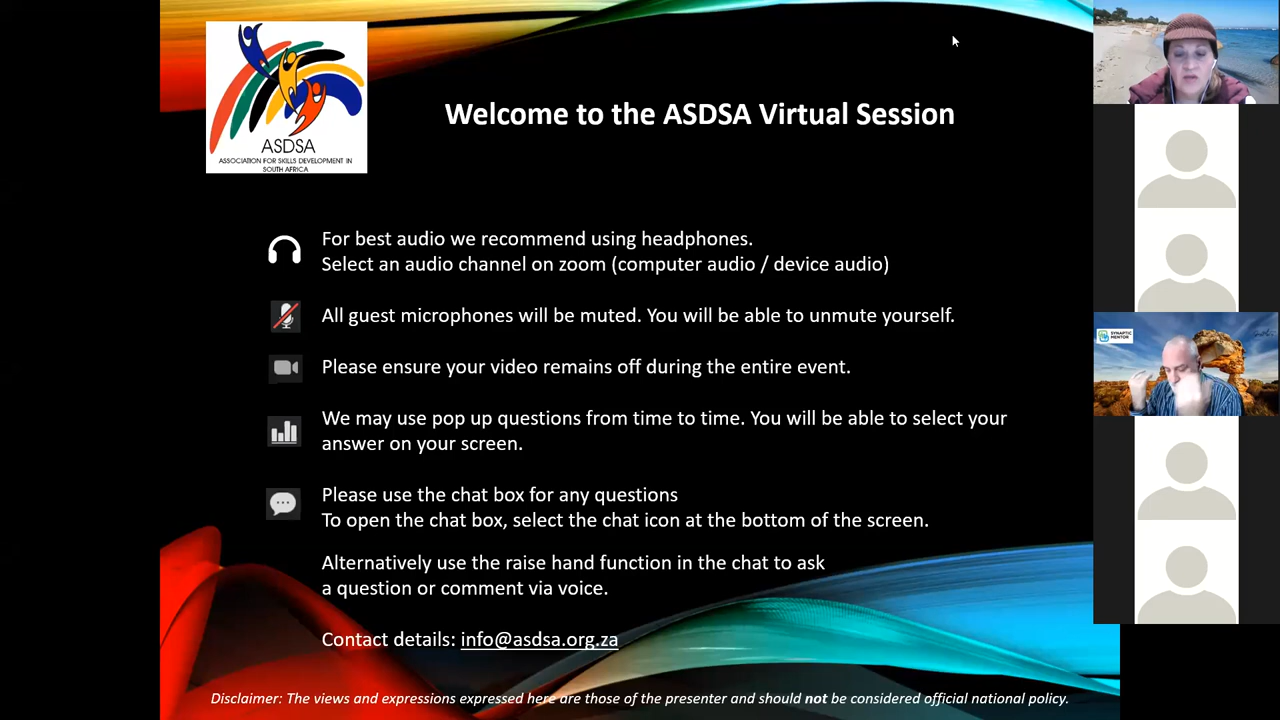 ASDSA
ASSOCIATION FOR SKILLS DEVELOPMENT IN
SOUTH AFRICA
Welcome to the ASDSA Virtual Session
For best audio we recommend using headphones.
Select an audio channel on zoom (computer audio / device audio)
All guest microphones will be muted. You will be able to unmute yourself.
Please ensure your video remains off during the entire event.
We may use pop up questions from time to time. You will be able to select your
answer on your screen.
Please use the chat box for any questions
To open the chat box, select the chat icon at the bottom of the screen.
Alternatively use the raise hand function in the chat to ask
a question or comment via voice.
Contact details: info@asdsa.org.za
Disclaimer: The views and expressions expressed here are those of the presenter and should not be considered official national policy.
SYNAPTIC
MENTOR